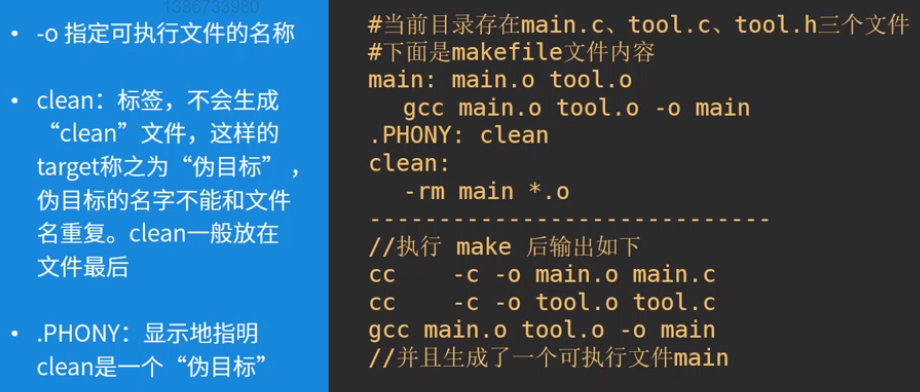 1386733980
• -o 指定可执行文件的名称
• clean：标签，不会生成
“clean”文件，这样的
target称之为“伪目标”，
伪目标的名字不能和文件
名重复。clean一般放在
文件最后
• .PHONY：显示地指明
clean是一个“伪目标”
#当前目录存在main.c、tool.c、tool.h三个文件
#下面是makefile文件内容
main: main.o tool.o
  gcc main.o tool.o -o main
.PHONY: clean
clean:
  -rm main *.o
-----------------------------
//执行 make 后输出如下
cc    -c -o main.o main.c
cc    -c -o tool.o tool.c
gcc main.o tool.o -o main
//并且生成了一个可执行文件main